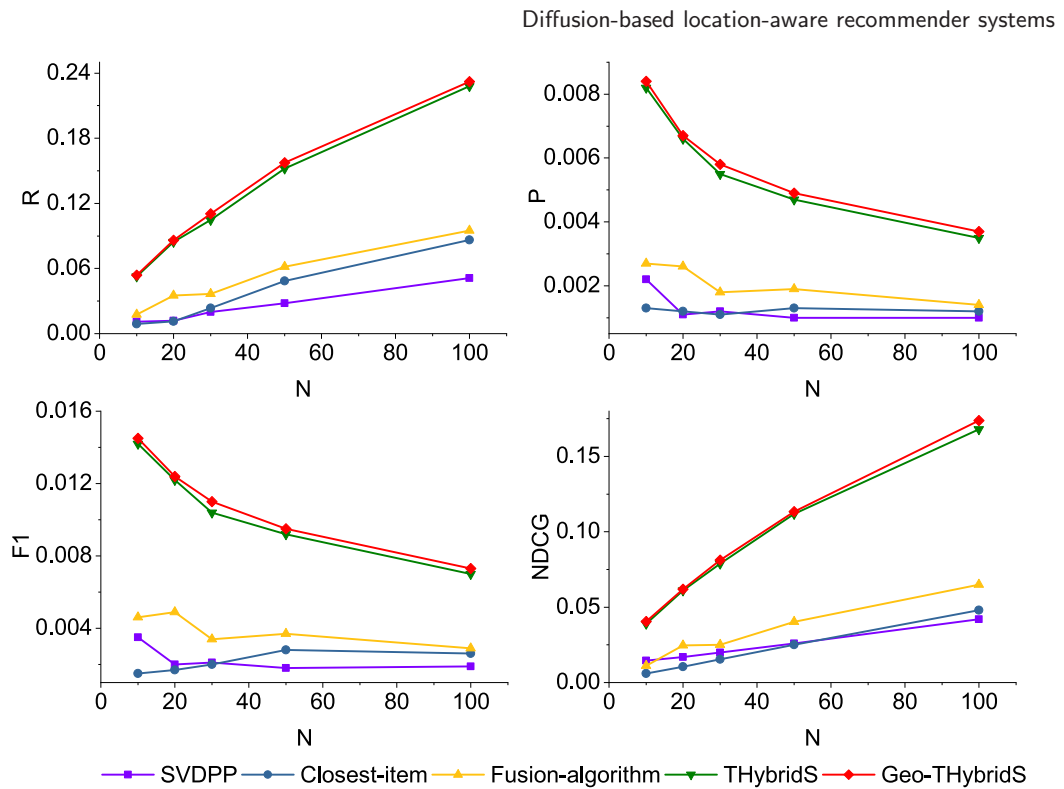 Diffusion-based location-aware recommender systems
0.24
0.18
0.12
0.06
0.00
R
0 20 40 60 80 100
N
0.008
0.006
0.004
0.002
P
0 20 40 60 80 100
N
0.016
0.012
0.008
0.004
F1
0 20 40 60 80 100
N
0.15
0.10
0.05
0.00
NDCG
0 20 40 60 80 100
N
SVDPP Closest-item Fusion-algorithm THybridS Geo-THybridS